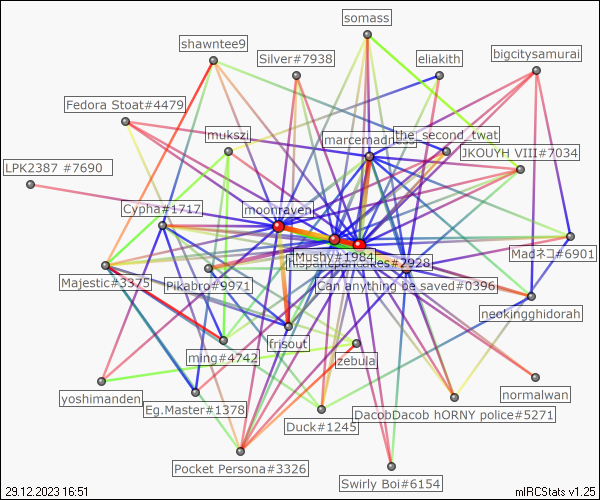 somass
shawntee9
Silver#7938
eliakith
bigcitysamurai
Fedora Stoat#4479
mukszi
marcemadness
the_second_twat
JKOUYH VIII#7034
LPK2387 #7690
Cypha#1717
moonraven
Mushy#1984
hispanipancakes#2928
Madネコ#6901
Majestic#3375
Pikabro#9971
Can anything be saved#0396
neokingghidorah
ming#4742
frisout
zebula
yoshimanden
Eg.Master#1378
Duck#1245
DacobDacob hORNY police#5271
normalwan
Pocket Persona#3326
Swirly Boi#6154
29.12.2023 16:51
mIRCStats v1.25